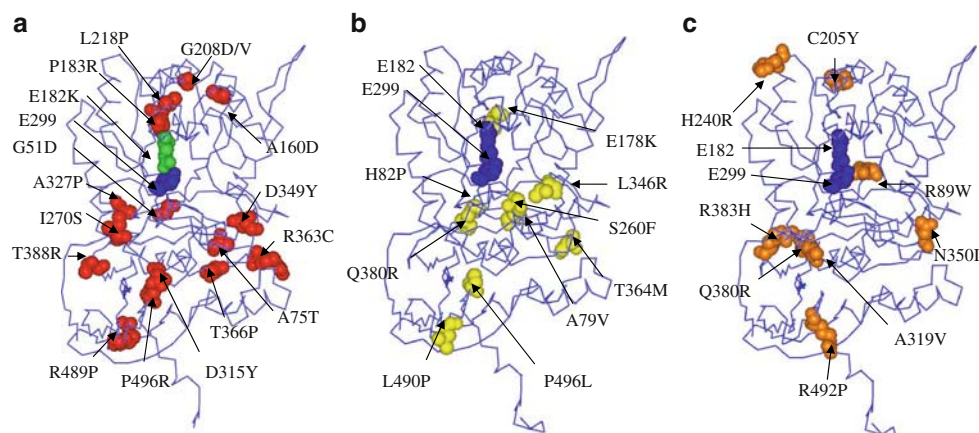 a
L218P
G208D/V
P183R
E182K
E299
G51D
A160D
A327P
D349Y
I270S
R363C
T388R
A75T
T366P
R489P
P496R
D315Y
b
E182
E299
E178K
H82P
L346R
S260F
Q380R
T364M
A79V
L490P
P496L
c
C205Y
H240R
E182
E299
R89W
R383H
N350I
Q380R
A319V
R492P